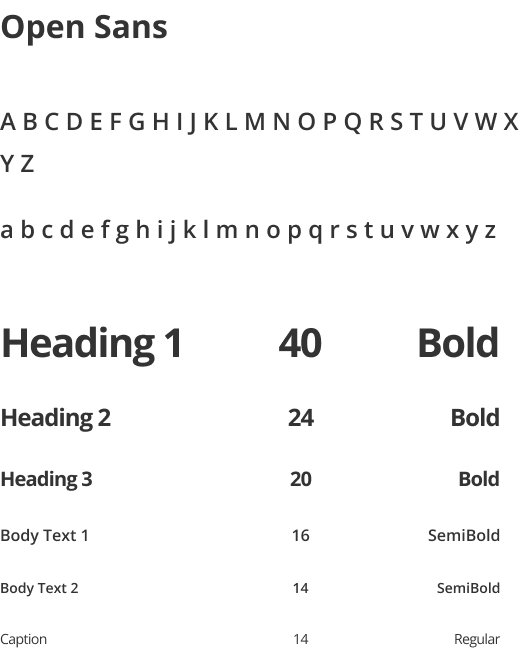 Open Sans
A B C D E F G H I J K L M N O P Q R S T U V W X
Y Z
a b c d e f g h i j k l m n o p q r s t u v w x y z
Heading 1 40 Bold
Heading 2 24 Bold
Heading 3 20 Bold
Body Text 1 16 SemiBold
Body Text 2 14 SemiBold
Caption 14 Regular